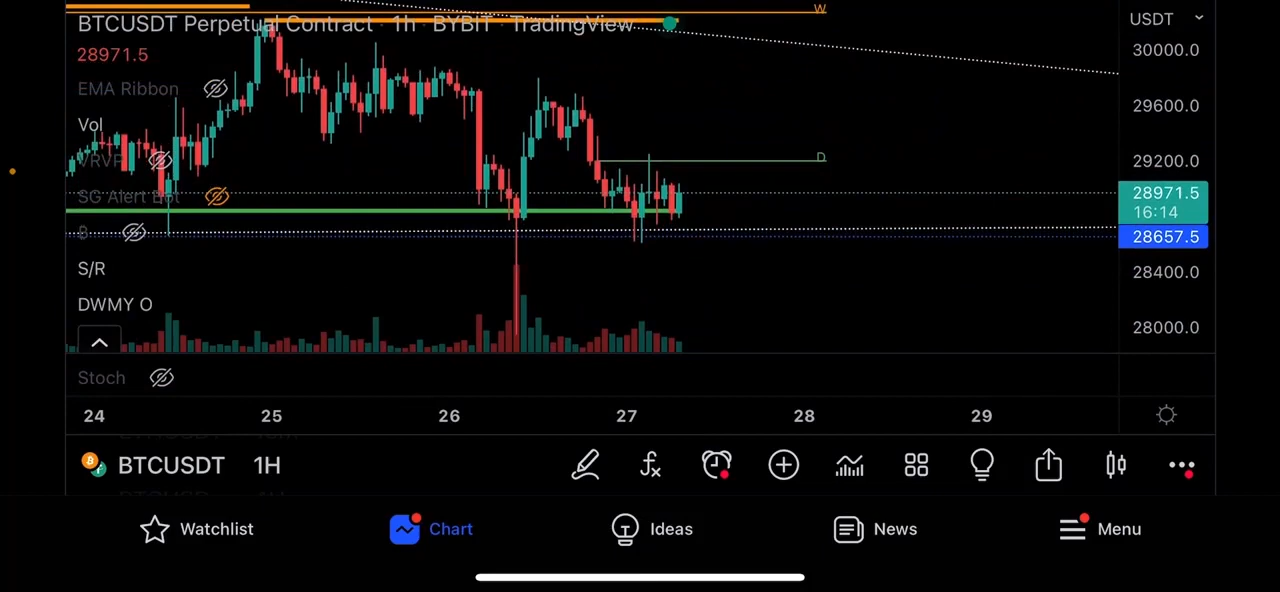 W
BTCUSDT Perpetual Contract · 1h · BYBIT · TradingView
USDT
28971.5
30000.0
EMA Ribbon
29600.0
Vol
VRVP
D
29200.0
SG Alert Bot
28971.5
16:14
28657.5
S/R
28400.0
DWMY O
28000.0
Stoch
24 25 26 27 28 29
BTCUSDT 1H
Watchlist Chart Ideas News Menu